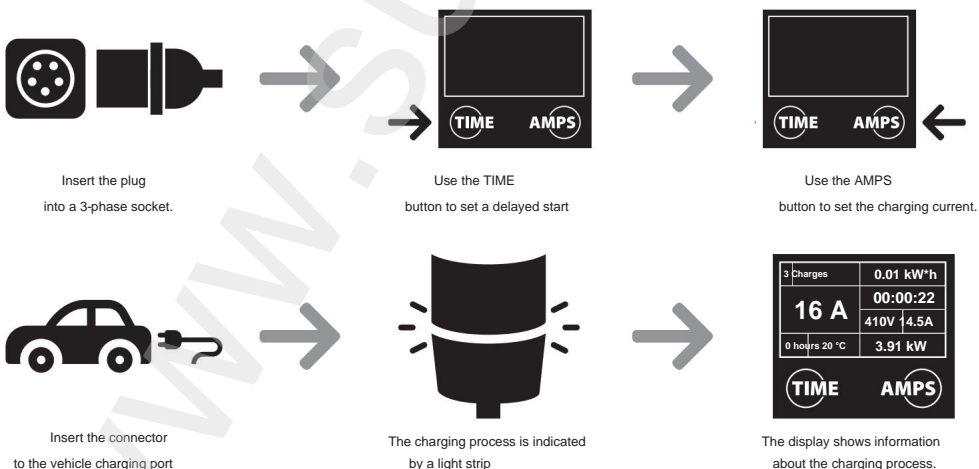 TIME AMPS
TIME AMPS
Insert the plug
into a 3-phase socket.
Use the TIME
button to set a delayed start
Use the AMPS
button to set the charging current.
3 Charges 0.01 kW*h
16 A
00:00:22
410V 14.5A
0 hours 20 °C 3.91 kW
TIME AMPS
Insert the connector
to the vehicle charging port
The charging process is indicated
by a light strip
The display shows information
about the charging process.
www.s